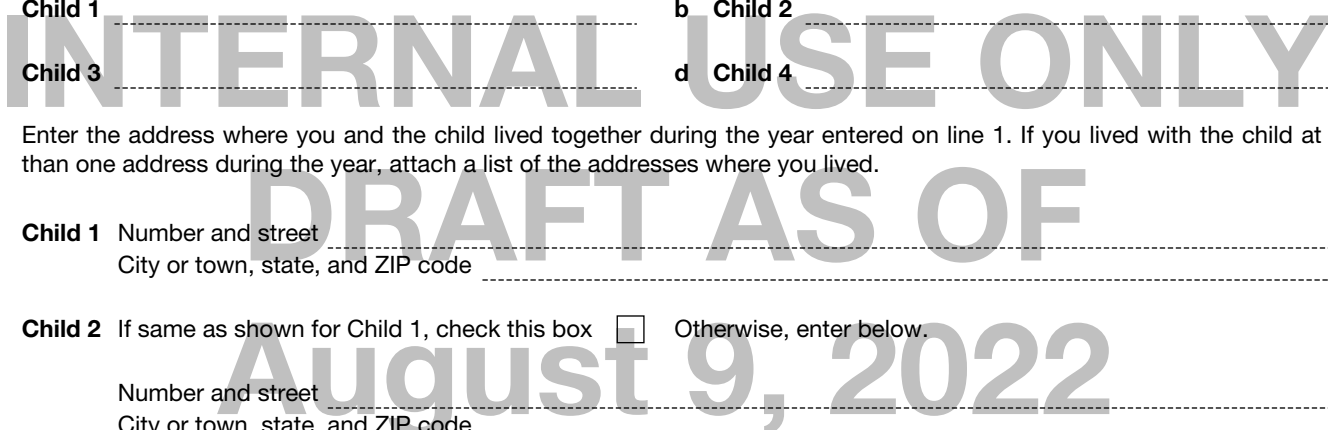 Child 1 b Child 2
INTERNAL USE ONLY
Child 3 d Child 4
Enter the address where you and the child lived together during the year entered on line 1. If you lived with the child at
than one address during the year, attach a list of the addresses where you lived.
DRAFT AS OF
Child 1 Number and street
City or town, state, and ZIP code
Child 2 If same as shown for Child 1, check this box Otherwise, enter below.
August 9, 2022
Number and street
City or town, state, and ZIP code